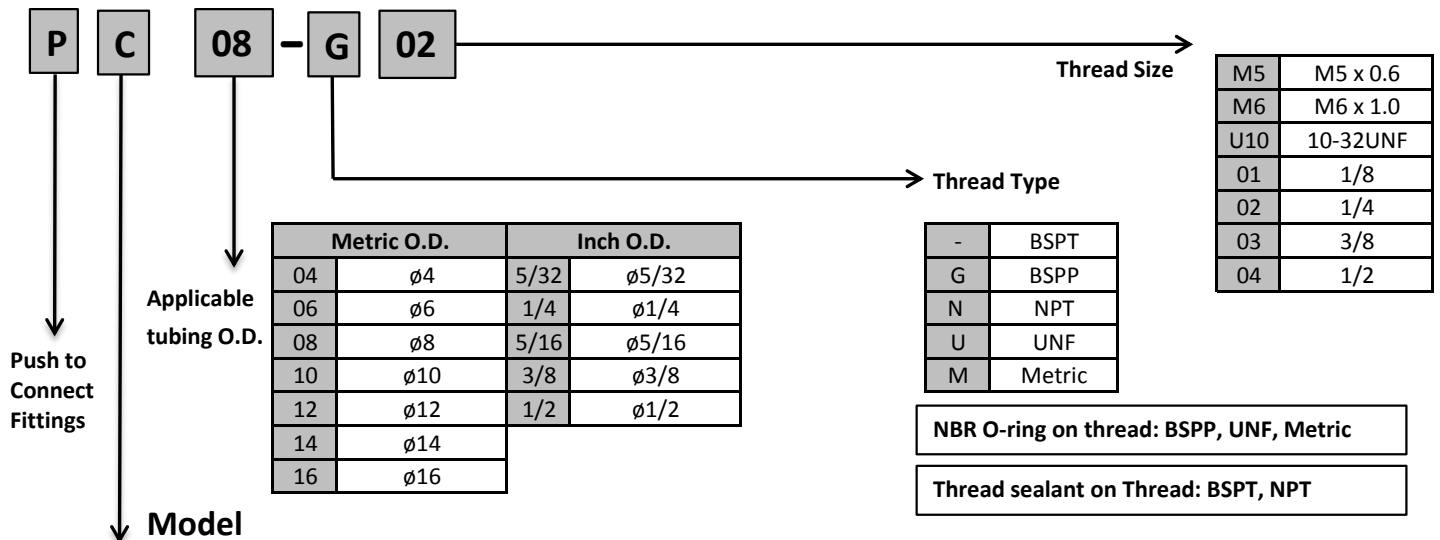 P C 08 - G 02
Thread Size
M5 M5 x 0.6
M6 M6 x 1.0
U10 10-32UNF
01 1/8
02 1/4
03 3/8
04 1/2
Thread Type
- BSPT
G BSPP
N NPT
U UNF
M Metric
Applicable
tubing O.D.
Metric O.D. Inch O.D.
04 ø4 5/32 ø5/32
06 ø6 1/4 ø1/4
08 ø8 5/16 ø5/16
10 ø10 3/8 ø3/8
12 ø12 1/2 ø1/2
14 ø14
16 ø16
Push to
Connect
Fittings
NBR O-ring on thread: BSPP, UNF, Metric
Thread sealant on Thread: BSPT, NPT
Model